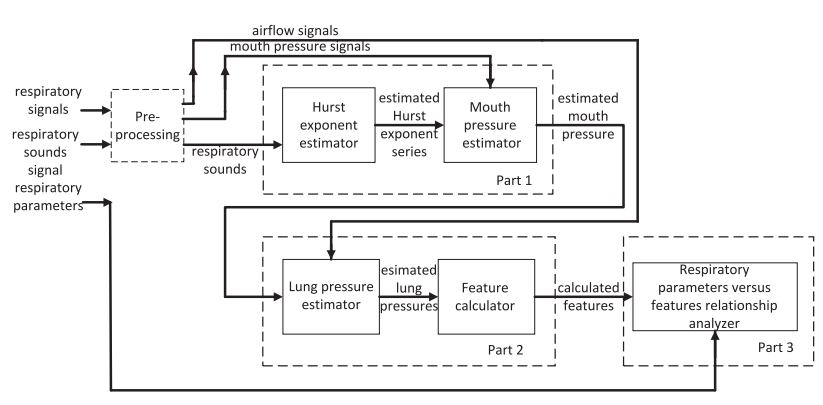 airflow signals
mouth pressure signals
respiratory
signals
respiratory
sounds
signal
respiratory
parameters
Pre-
processing
respiratory
sounds
Hurst
exponent
estimator
estimated
Hurst
exponent
series
Mouth
pressure
estimator
estimated
mouth
pressure
Part 1
Lung pressure
estimator
esimated
lung
pressures
Feature
calculator
calculated
features
Part 2
Respiratory
parameters versus
features relationship
analyzer
Part 3